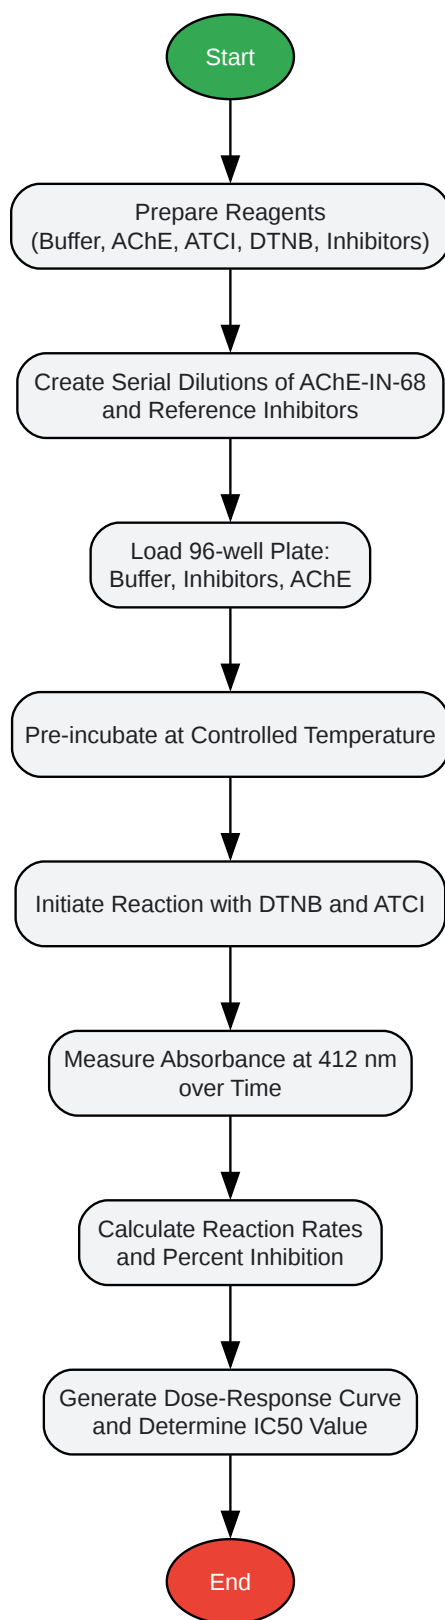 Start
Prepare Reagents
(Buffer, AChE, ATCI, DTNB, Inhibitors)
Create Serial Dilutions of AChE-IN-68
and Reference Inhibitors
Load 96-well Plate:
Buffer, Inhibitors, AChE
Pre-incubate at Controlled Temperature
Initiate Reaction with DTNB and ATCI
Measure Absorbance at 412 nm
over Time
Calculate Reaction Rates
and Percent Inhibition
Generate Dose-Response Curve
and Determine IC50 Value
End